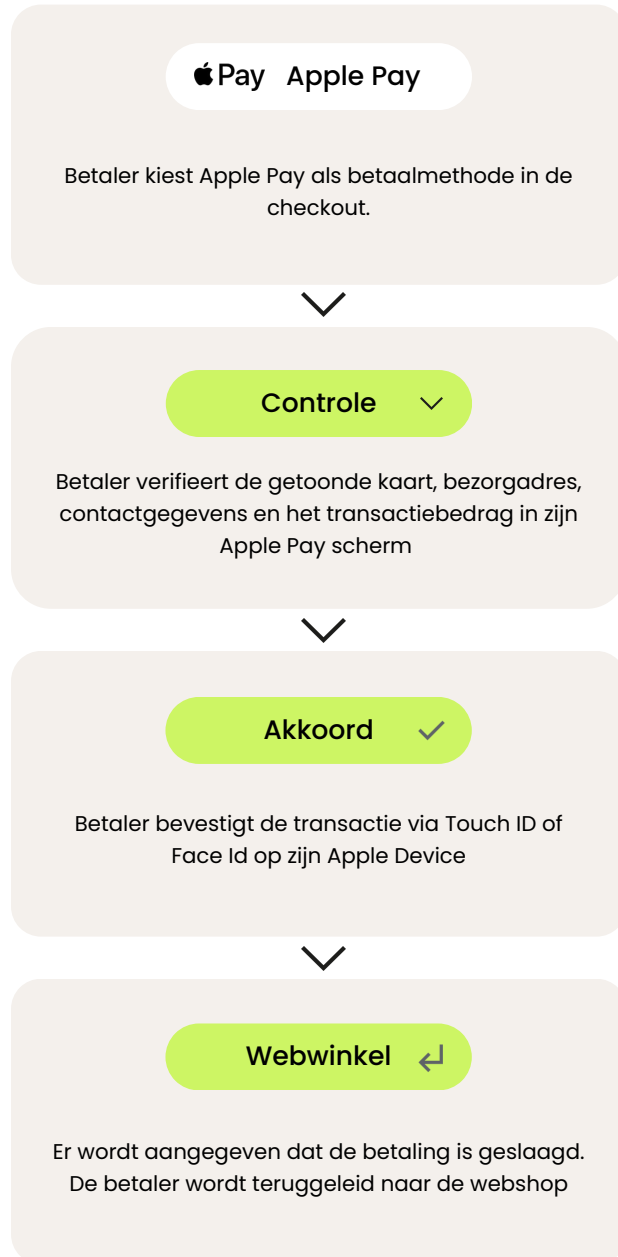 Pay Apple Pay
Betaler kiest Apple Pay als betaalmethode in de
checkout.
Controle
Betaler verifieert de getoonde kaart, bezorgadres,
contactgegevens en het transactiebedrag in zijn
Apple Pay scherm
Akkoord
Betaler bevestigt de transactie via Touch ID of
Face Id op zijn Apple Device
Webwinkel
Er wordt aangegeven dat de betaling is geslaagd.
De betaler wordt teruggeleid naar de webshop